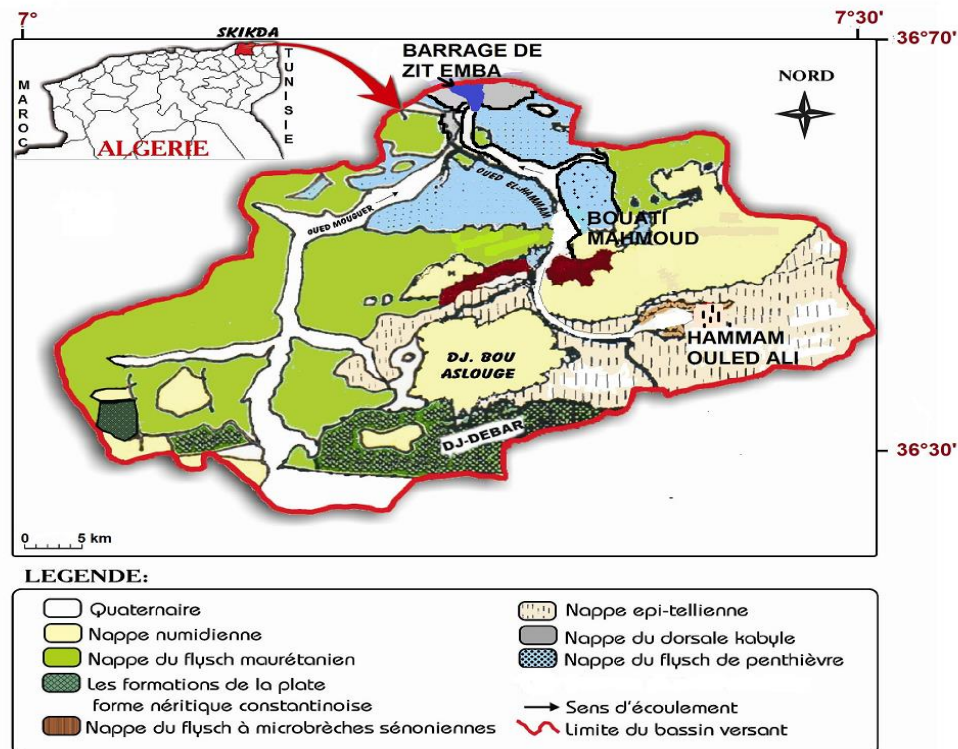 7°
7°30'
SKIKDA
36°70
BARRAGE DE
ZIT EMBA
NORD
MAROC
TUNISIE
ALGERIE
OUED EL-HAMMAM
OUED MOUGUER
BOUATI
MAHMOUD
HAMMAM
OULED ALI
DJ. BOU
ASLOUGE
DJ-DEBAR
36°30
0 5 km
LEGENDE:
Quaternaire
Nappe numidienne
Nappe du flysch maurétanien
Les formations de la plate
forme néritique constantinoise
Nappe du flysch à microbrèches sénoniennes
Nappe epi-tellienne
Nappe du dorsale kabyle
Nappe du flysch de penthièvre
Sens d'écoulement
Limite du bassin versant